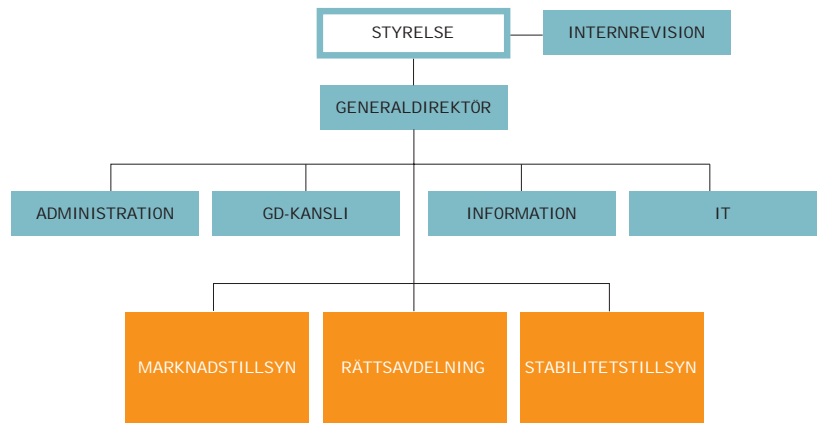 STYRELSE
INTERNREVISION
GENERALDIREKTÖR
ADMINISTRATION
GD-KANSLI
INFORMATION
IT
MARKNADSTILLSYN
RÄTTSAVDELNING
STABILITETSTILLSYN